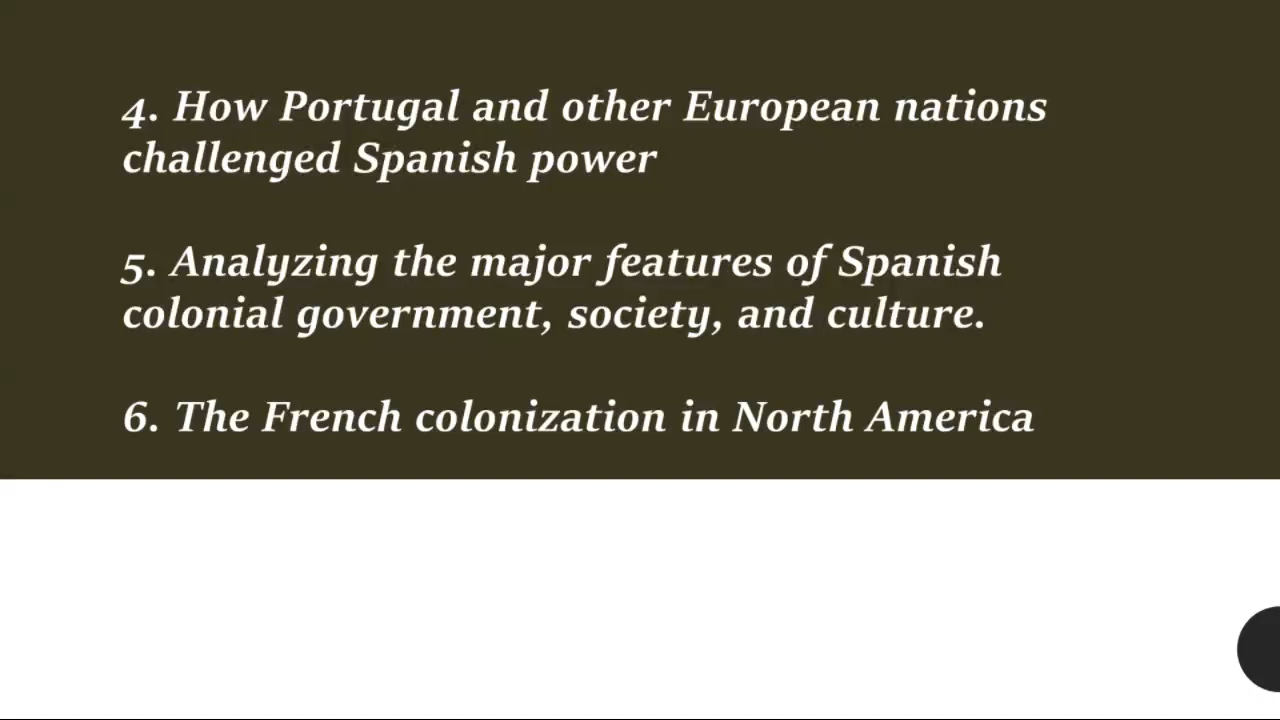 4. How Portugal and other European nations
challenged Spanish power
5. Analyzing the major features of Spanish
colonial government, society, and culture.
6. The French colonization in North America